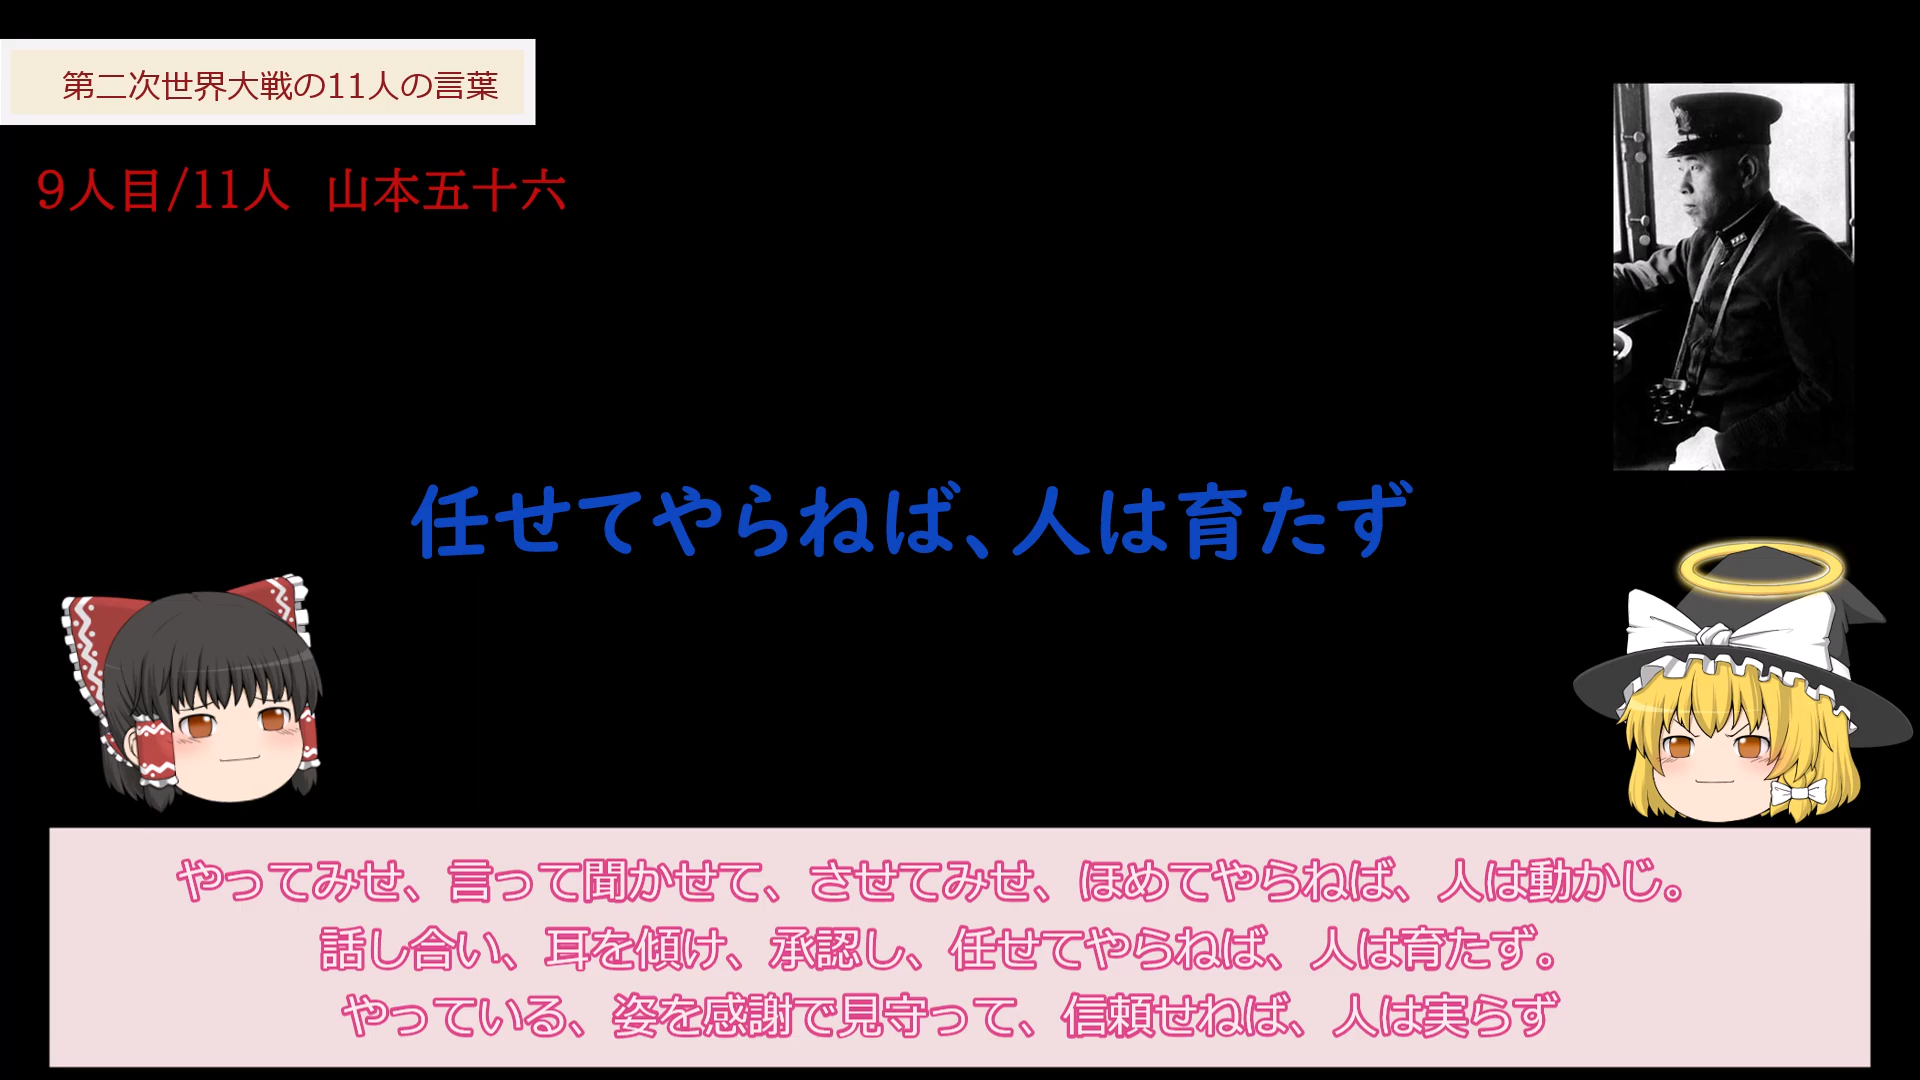 第二次世界大戦の11人の言葉
9人目/11人　山本五十六
任せてやらねば、人は育たず
やってみせ、言って聞かせて、させてみせ、ほめてやらねば、人は動かじ。
話し合い、耳を傾け、承認し、任せてやらねば、人は育たず。
やっている、姿を感謝で見守って、信頼せねば、人は実らず